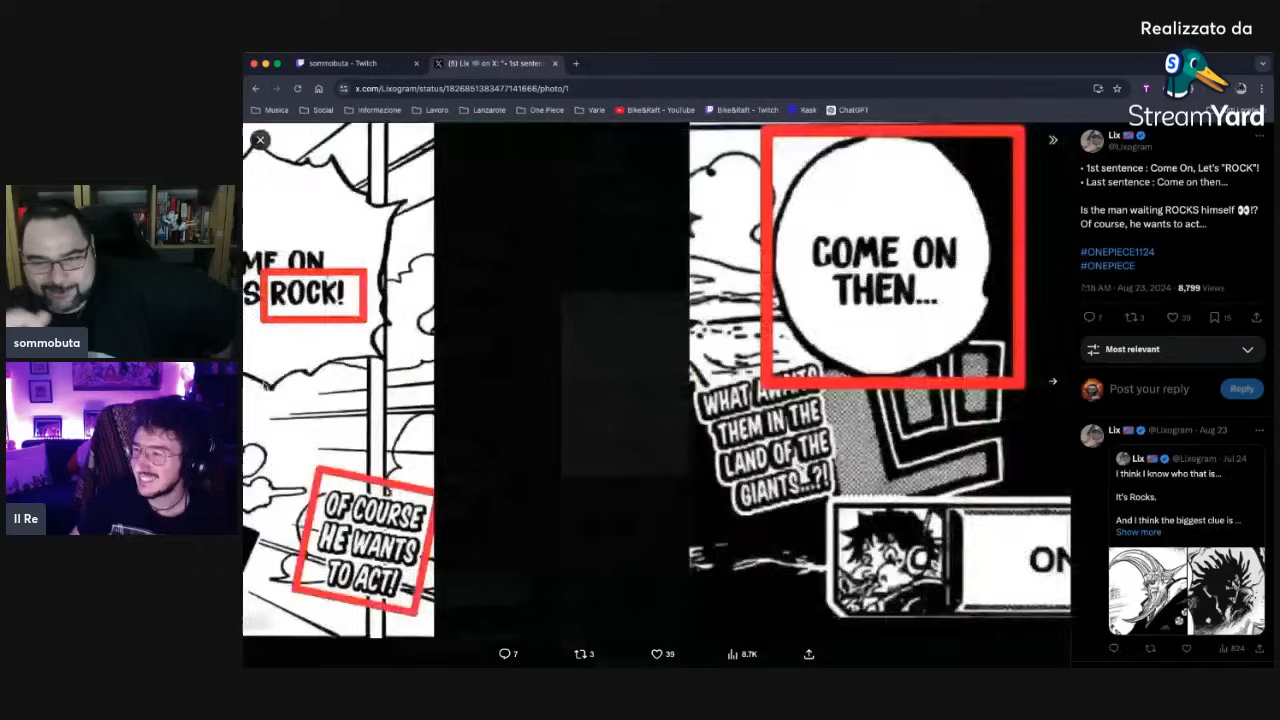 Realizzato da
StreamYard
sommobuta - Twitch
(6) Lix on X: "• 1st senten
x.com/Lixogram/status/1826851383477141666/photo/1
Musica
Social
Informazione
Lavoro
Lanzarote
One Piece
Varie
Bike&Raft - YouTube
Bike&Raft - Twitch
Rask
ChatGPT
ME ON
S ROCK!
OF COURSE
HE WANTS
TO ACT!
COME ON
THEN...
WHAT AWAITS
THEM IN THE
LAND OF THE
GIANTS...?!
ON
7
3
39
8.7K
Lix
@Lixogram
• 1st sentence : Come On, Let's "ROCK"!
• Last sentence : Come on then...
Is the man waiting ROCKS himself 👀!?
Of course, he wants to act...
#ONEPIECE1124
#ONEPIECE
7:18 AM · Aug 23, 2024 · 8,799 Views
7
3
39
15
Most relevant
Post your reply
Reply
Lix @Lixogram · Aug 23
Lix @Lixogram · Jul 24
I think I know who that is...
It's Rocks.
And I think the biggest clue is ...
Show more
824
sommobuta
Il Re